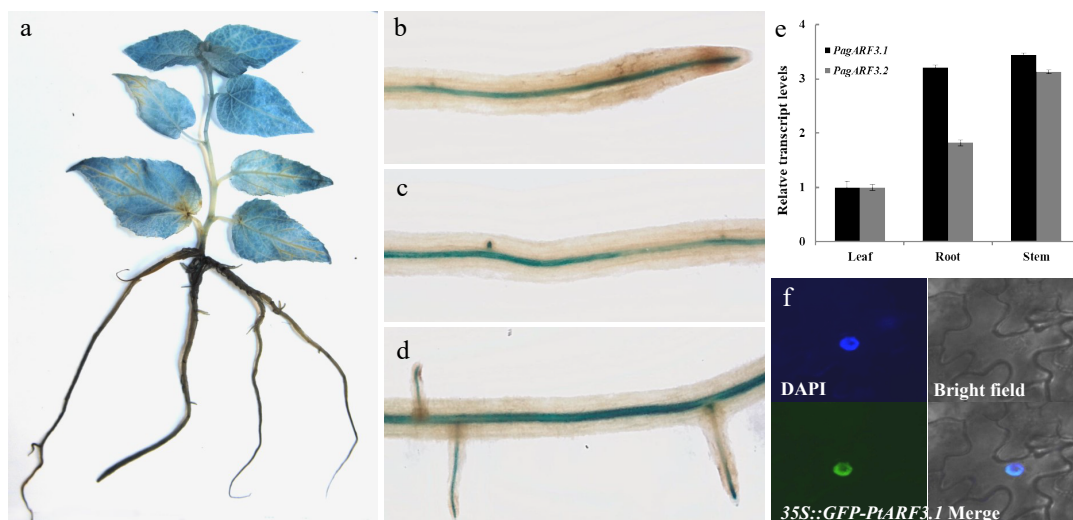 a
b
c
d
e
PagARF3.1
PagARF3.2
Relatve transcript levels
4
3
2
1
0
Leaf Root Stem
f
DAPI
Bright field
35S::GFP-PtARF3.1 Merge